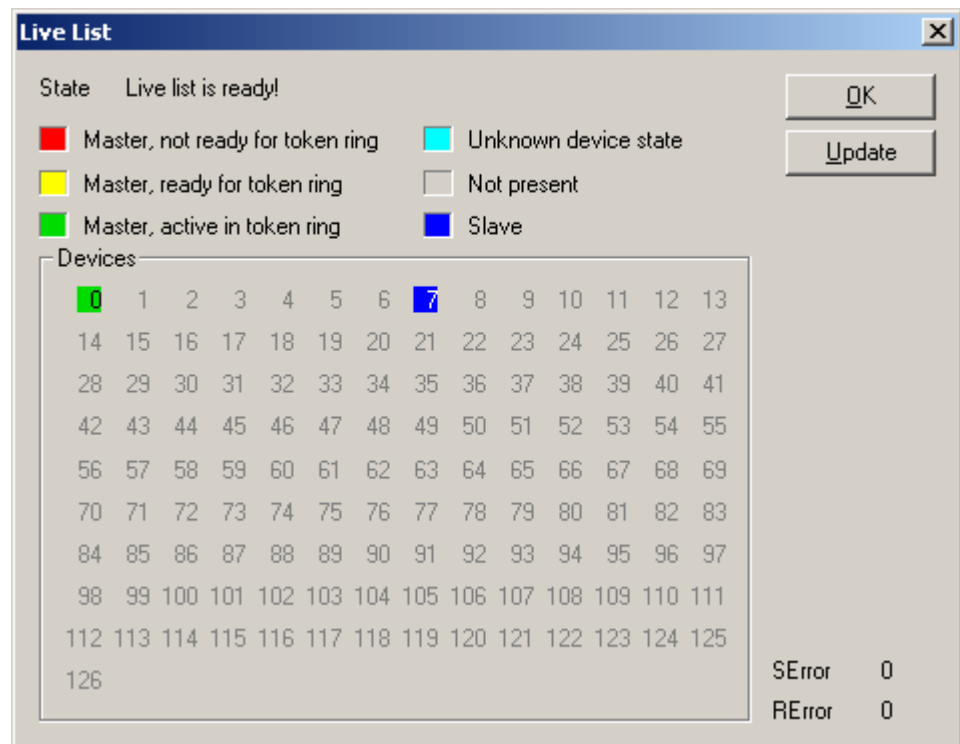 Live List
State Live list is ready!
OK
Master, not ready for token ring Unknown device state
Update
Master, ready for token ring Not present
Master, active in token ring Slave
Devices
0 1 2 3 4 5 6 7 8 9 10 11 12 13
14 15 16 17 18 19 20 21 22 23 24 25 26 27
28 29 30 31 32 33 34 35 36 37 38 39 40 41
42 43 44 45 46 47 48 49 50 51 52 53 54 55
56 57 58 59 60 61 62 63 64 65 66 67 68 69
70 71 72 73 74 75 76 77 78 79 80 81 82 83
84 85 86 87 88 89 90 91 92 93 94 95 96 97
98 99 100 101 102 103 104 105 106 107 108 109 110 111
112 113 114 115 116 117 118 119 120 121 122 123 124 125
126
SError 0
RError 0